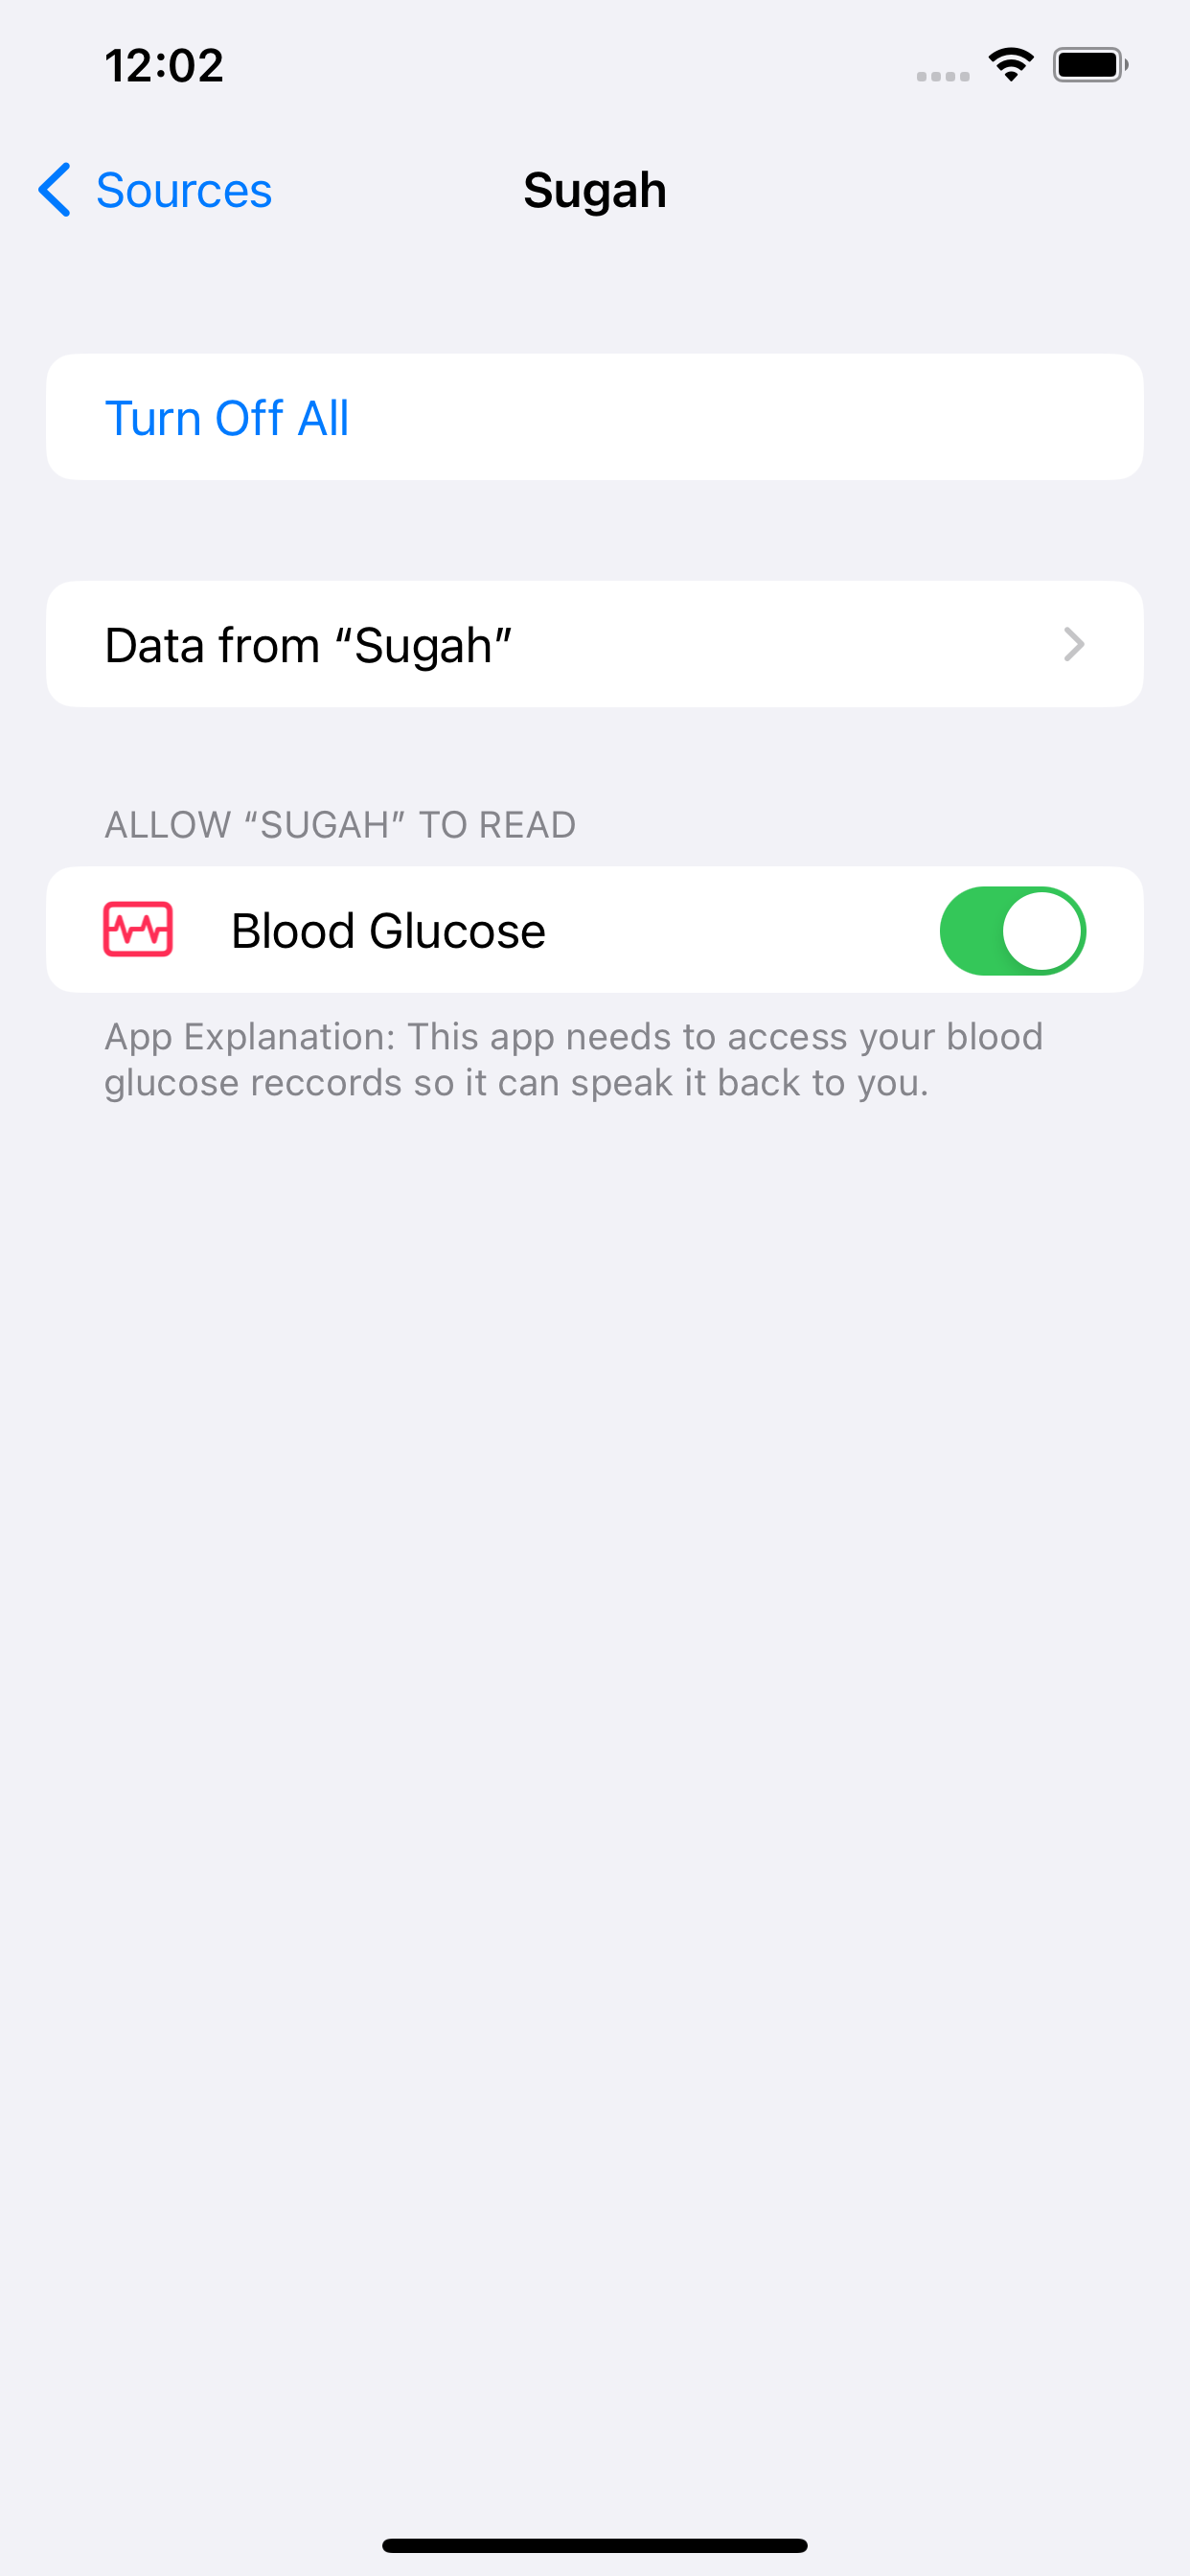 12:02
Sources
Sugah
Turn Off All
Data from “Sugah”
ALLOW “SUGAH” TO READ
Blood Glucose
App Explanation: This app needs to access your blood
glucose reccords so it can speak it back to you.